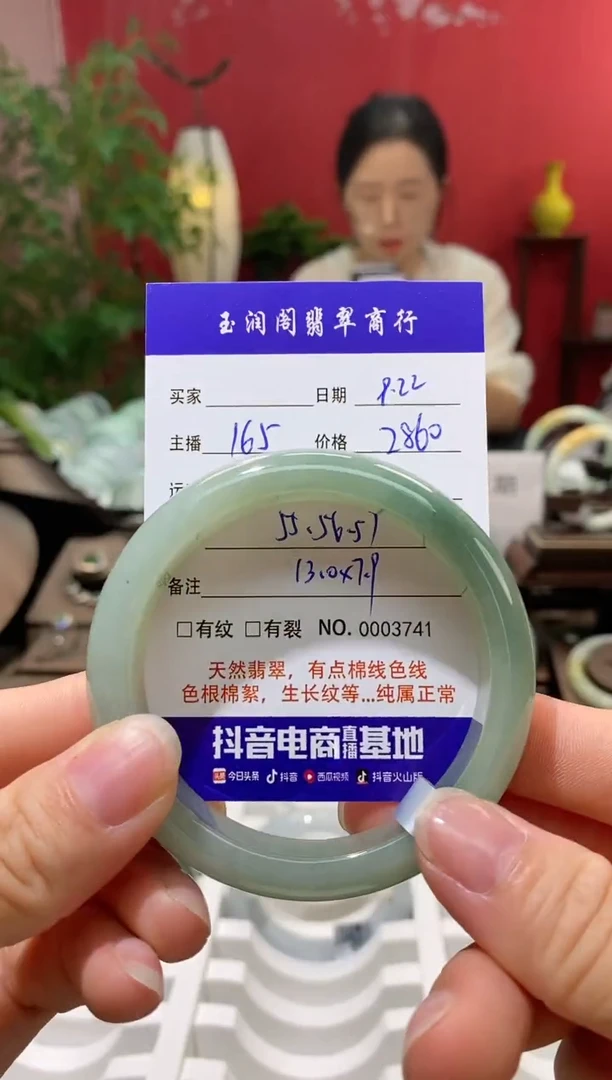 玉润阁翡翠商行
买家 日期 8.22
主播 165 价格 2860
55.56.57
备注 13.0x7.9
□有纹 □有裂 NO. 0003741
天然翡翠，有点棉线色线
色根棉絮，生长纹等...纯属正常
抖音电商直播基地
头条 今日头条 抖音 西瓜视频 抖音火山版